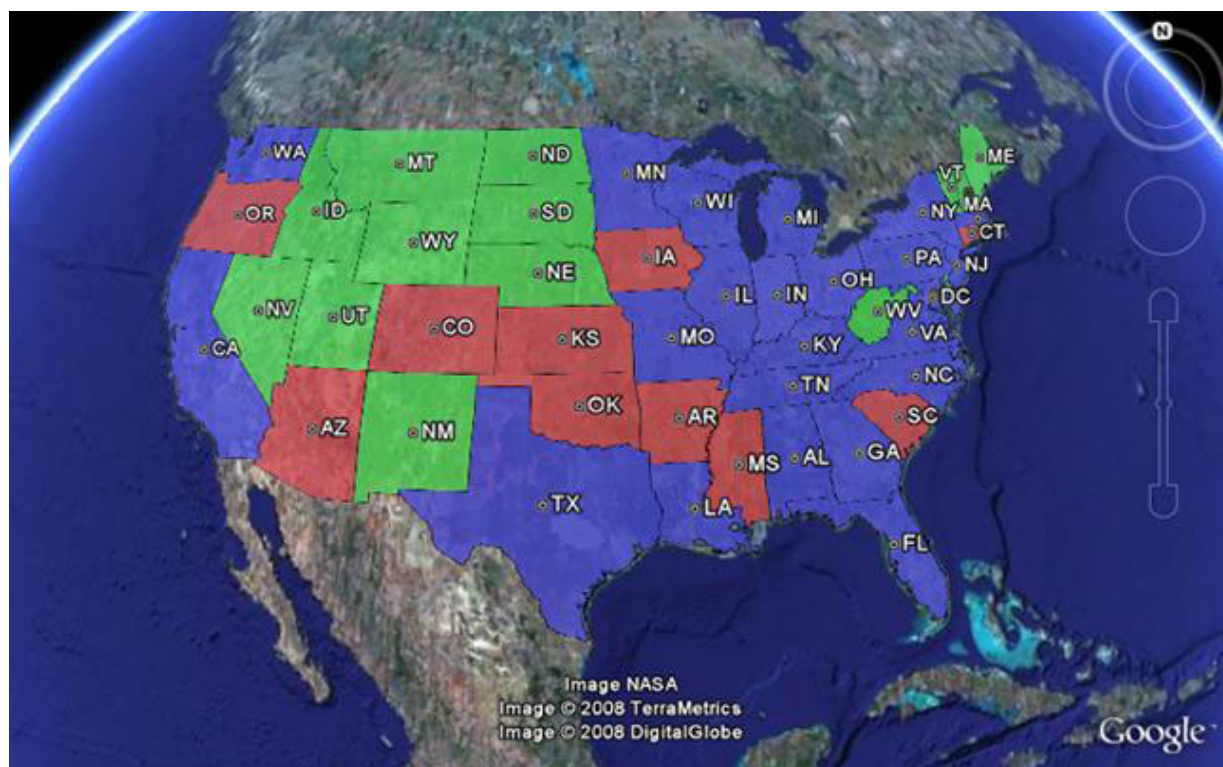 N
WA
MT
ND
MN
ME
VT
OR
ID
SD
WI
MI
NY
MA
CT
WY
NE
IA
PA
NJ
NV
UT
CO
KS
IL
IN
OH
WV
DC
VA
CA
MO
KY
TN
NC
AZ
NM
OK
AR
SC
MS
AL
GA
TX
LA
FL
Image NASA
Image © 2008 TerraMetrics
Image © 2008 DigitalGlobe
Google™